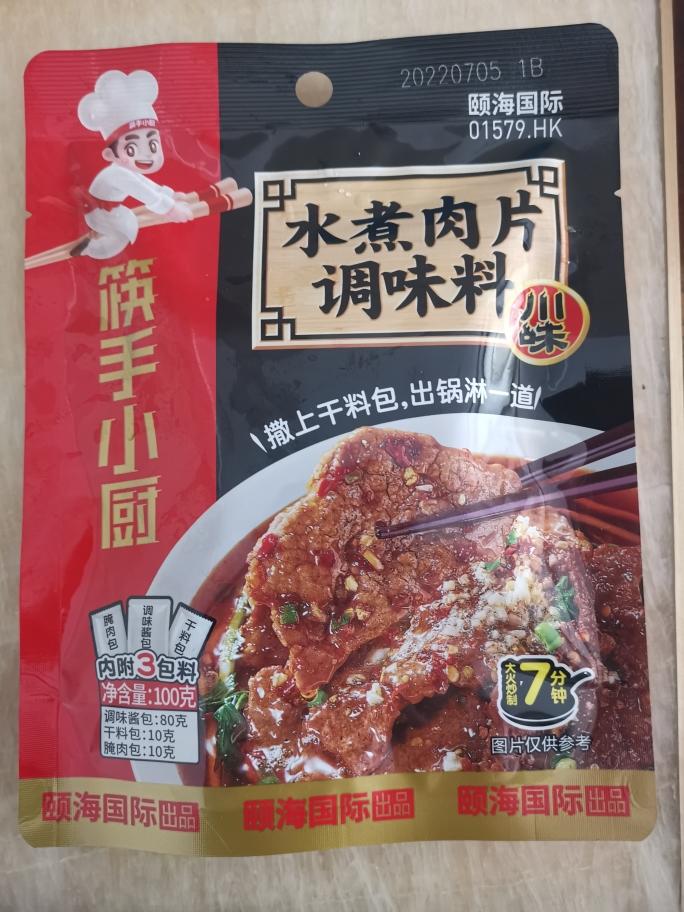 20220705 1B
颐海国际
01579.HK
筷手小厨
水煮肉片
调味料
川味
筷手小厨
撒上干料包,出锅淋一道
腌肉包
调味酱包
干料包
内附3包料
净含量:100克
调味酱包:80克
干料包:10克
腌肉包:10克
大火炒制
7分钟
图片仅供参考
颐海国际出品
颐海国际出品
颐海国际出品